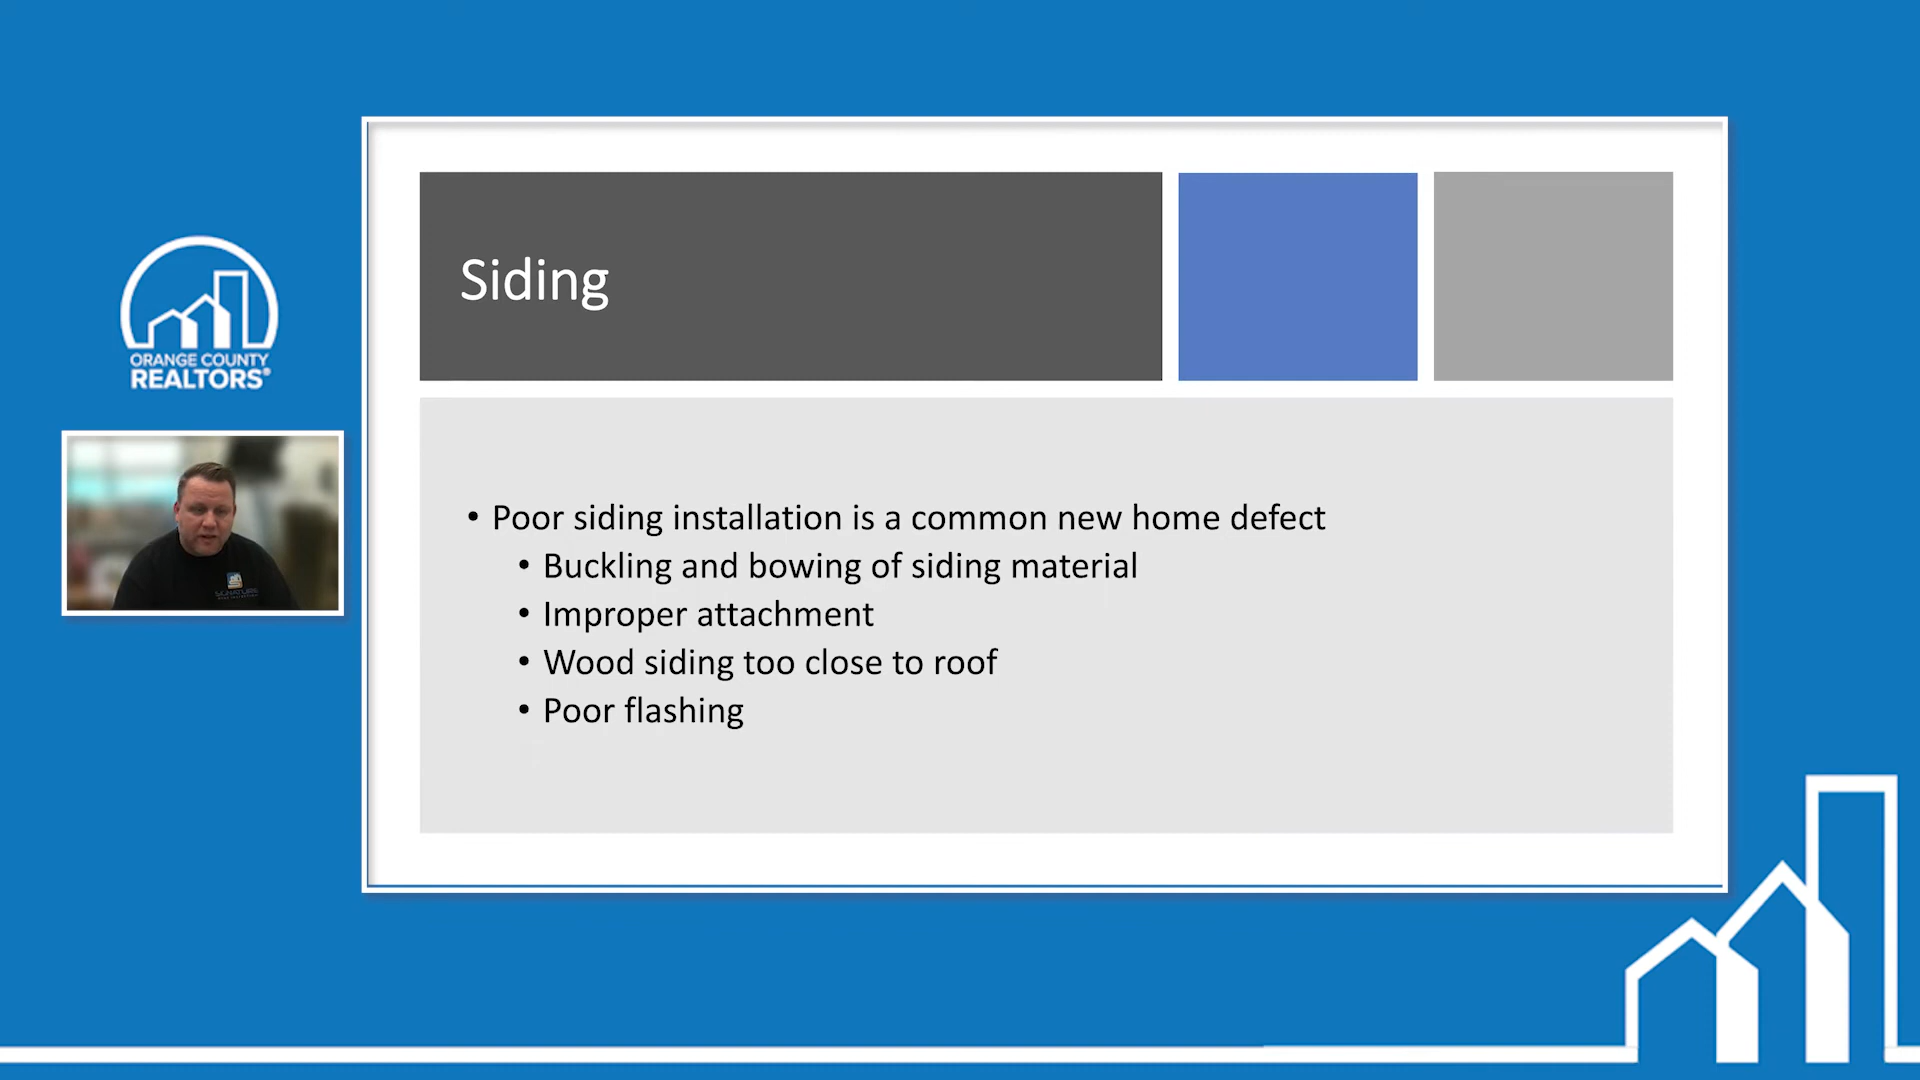 ORANGE COUNTY
REALTORS®
SIGNATURE
Siding
• Poor siding installation is a common new home defect
• Buckling and bowing of siding material
• Improper attachment
• Wood siding too close to roof
• Poor flashing